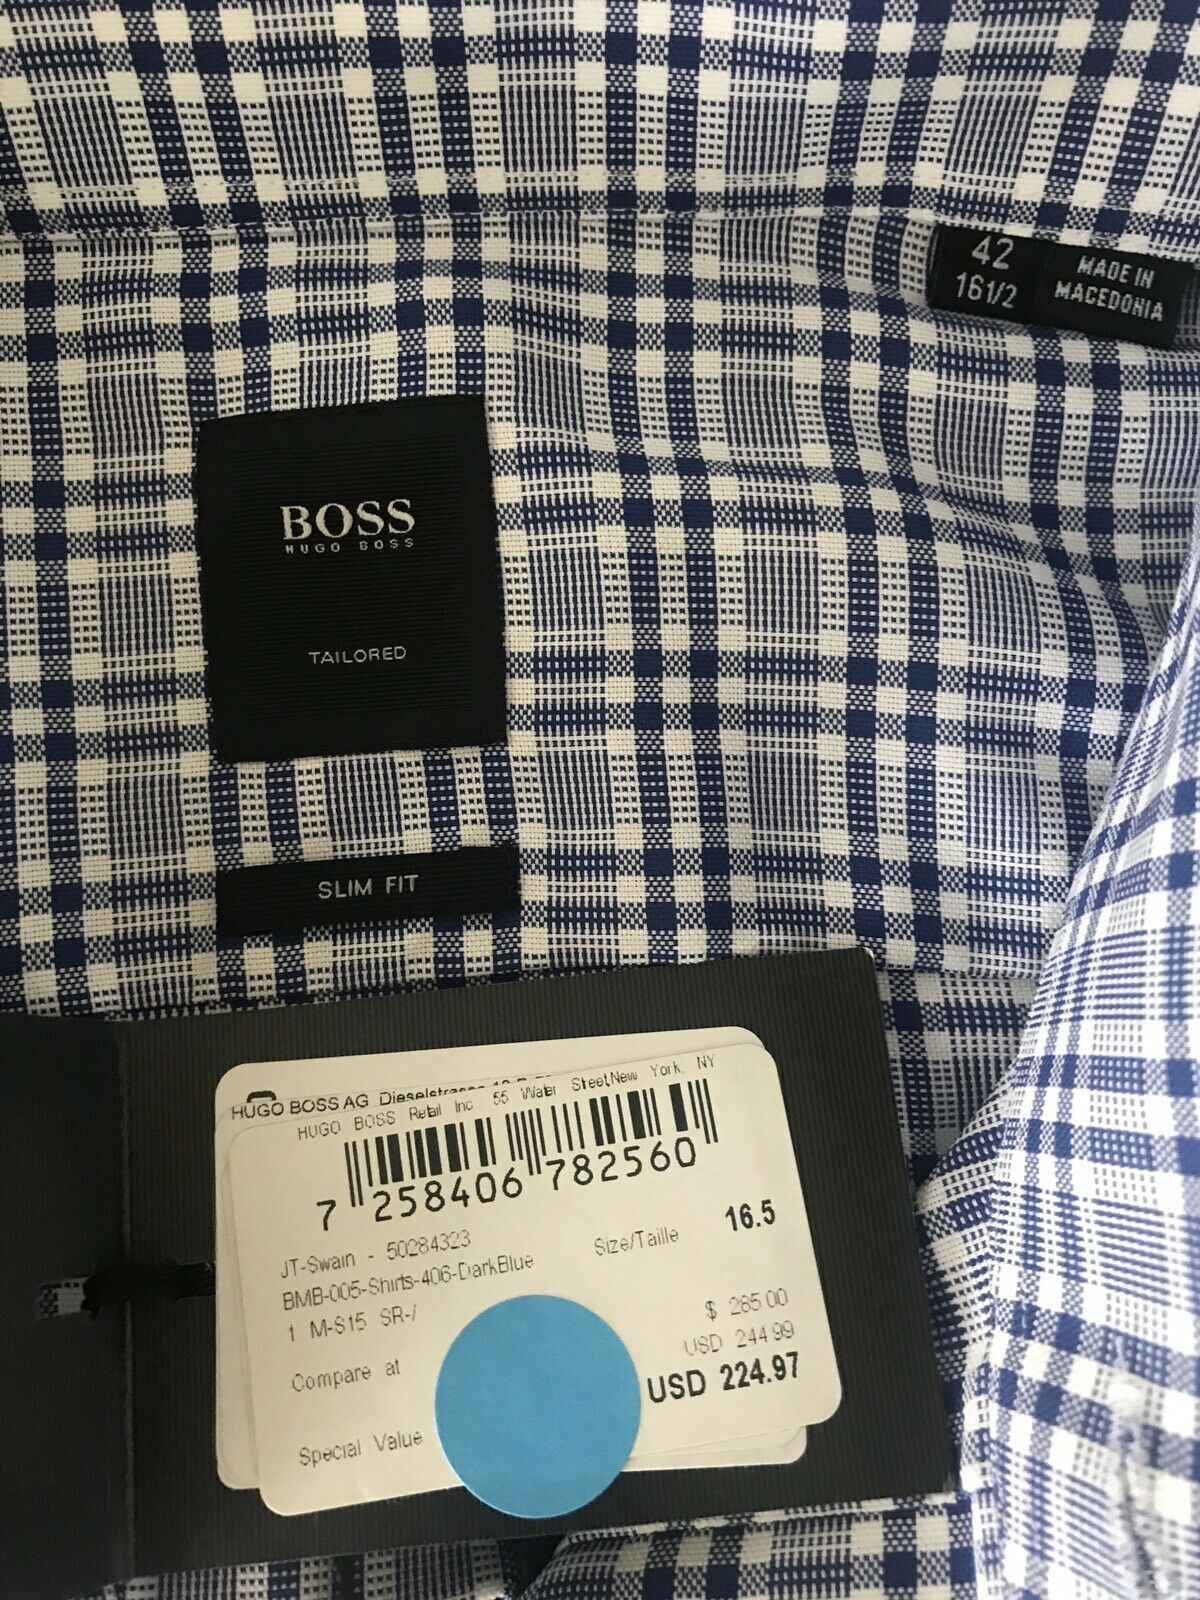 42
16 1/2
MADE IN
MACEDONIA
BOSS
HUGO BOSS
TAILORED
SLIM FIT
HUGO BOSS AG Dieselstrasse
HUGO BOSS Retail Inc. 55 Water Street,New York, NY
7 258406 782560
JT-Swain - 50284323
BMB-005-Shirts-406-DarkBlue
Size/Taille 16.5
1 M-S15 SR-/
$ 285.00
USD 244.99
Compare at
USD 224.97
Special Value